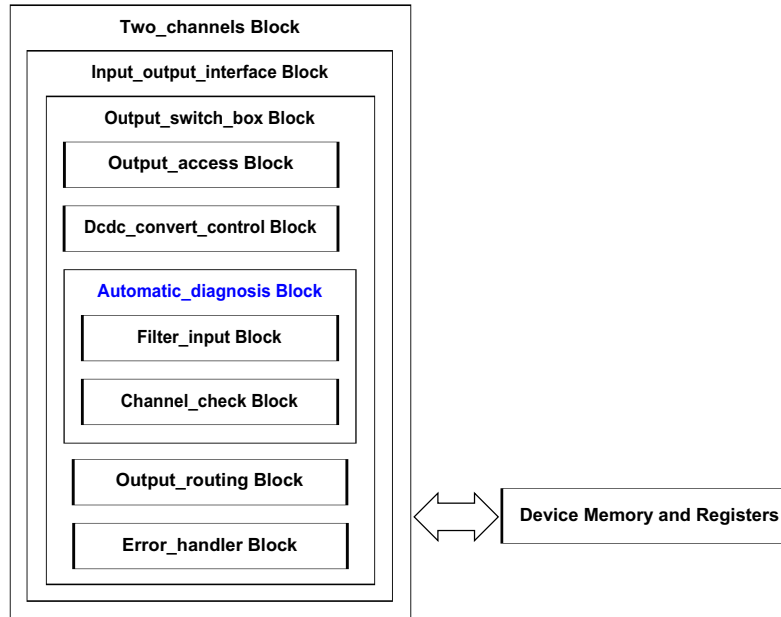 Two_channels Block
Input_output_interface Block
Output_switch_box Block
Output_access Block
Dcdc_convert_control Block
Automatic_diagnosis Block
Filter_input Block
Channel_check Block
Output_routing Block
Error_handler Block
Device Memory and Registers